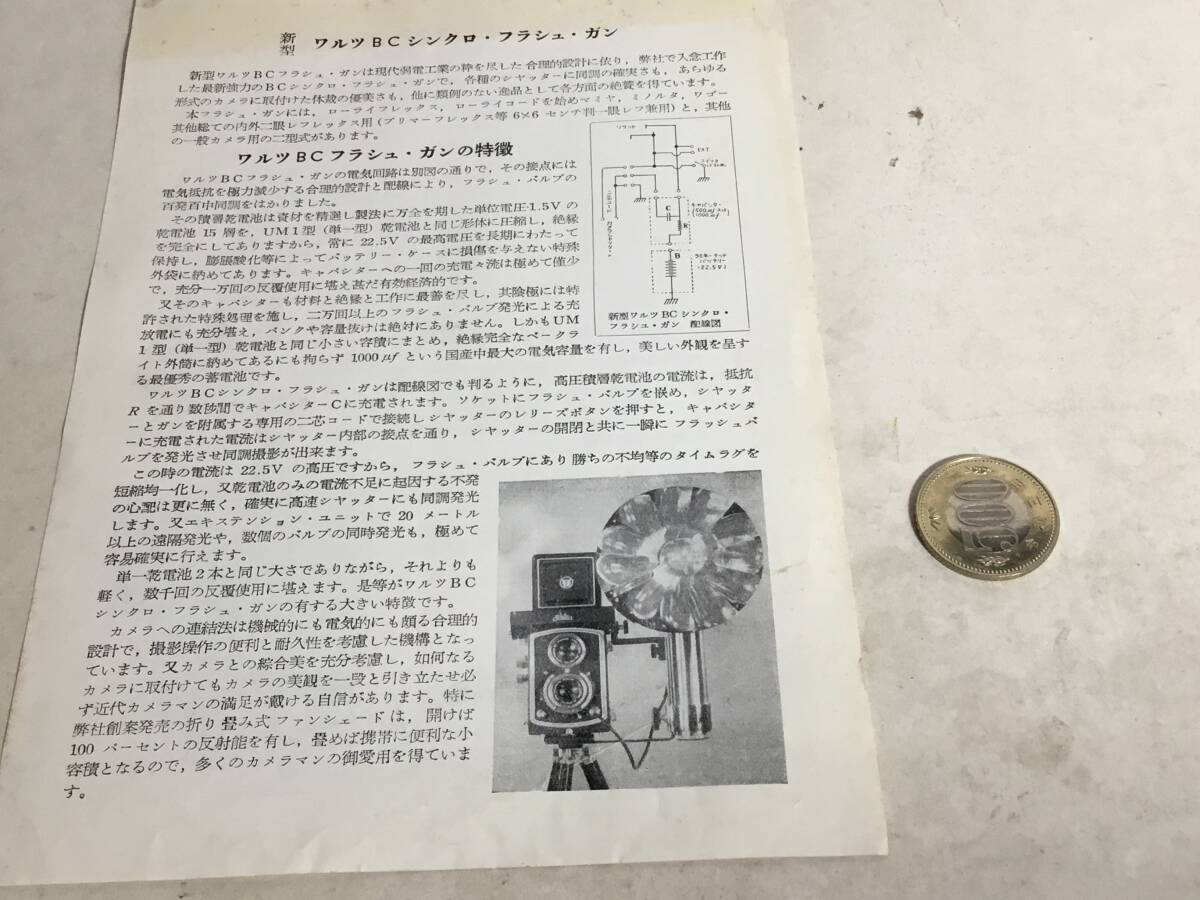 新型 ワルツBCシンクロ・フラシュ・ガン
新型ワルツBCフラシュ・ガンは現代弱電工業の粋を尽した合理的設計に依り，弊社で入念工作
した最新強力のBCシンクロ・フラシュ・ガンで，各種のシヤッターに同調の確実さも，あらゆる
形式のカメラに取付けた体裁の優美さも，他に類例のない逸品として各方面の絶賛を得ています。
本フラシュ・ガンには，ローライフレックス，ローライコードを始めマミヤ，ミノルタ，ワゴー
其他総ての内外二眼レフレックス用(プリマーフレックス等 6×6 センチ判一眼レフ兼用)と，其他
の一般カメラ用の二型式があります。
ワルツBCフラシュ・ガンの特徴
ワルツBCフラシュ・ガンの電気回路は別図の通りで，その接点には
電気抵抗を極力減少する合理的設計と配線により，フラシュ・バルブの
百発百中同調をはかりました。
その積層乾電池は資材を精選し製法に万全を期した単位電圧1.5Vの
乾電池 15 層を，UM1型(単一型)乾電池と同じ形体に圧縮し，絶縁
を完全にしてありますから，常に 22.5V の最高電圧を長期にわたって
保持し，膨脹酸化等によってバッテリー・ケースに損傷を与えない特殊
外袋に納めてあります。キャパシターへの一回の充電々流は極めて僅少
で，充分一万回の反覆使用に堪え甚だ有効経済的です。
又そのキャパシターも材料と絶縁と工作に最善を尽し，其陰極には特
許された特殊処理を施し，二万回以上のフラシュ・バルブ発光による充
放電にも充分堪え，パンクや容量抜けは絶対にありません。しかもUM
1型(単一型)乾電池と同じ小さい容積にまとめ，絶縁完全なベークラ
イト外筒に納めてあるにも拘らず 1000μf という国産中最大の電気容量を有し，美しい外観を呈す
る最優秀の蓄電池です。
ワルツBCシンクロ・フラシュ・ガンは配線図でも判るように，高圧積層乾電池の電流は，抵抗
R を通り数秒間でキャパシターCに充電されます。ソケットにフラシュ・バルブを嵌め，シヤッタ
ーとガンを附属する専用の二芯コードで接続しシヤッターのレリーズボタンを押すと，キャパシタ
ーに充電された電流はシヤッター内部の接点を通り，シヤッターの開閉と共に一瞬に フラッシュバ
ルブを発光させ同調撮影が出来ます。
この時の電流は 22.5V の高圧ですから，フラシュ・バルブにあり勝ちの不均等のタイムラグを
短縮均一化し，又乾電池のみの電流不足に起因する不発
の心配は更に無く，確実に高速シヤッターにも同調発光
します。又エキステンション・ユニットで 20 メートル
以上の遠隔発光や，数個のバルブの同時発光も，極めて
容易確実に行えます。
単一乾電池2本と同じ大さでありながら，それよりも
軽く，数千回の反覆使用に堪えます。是等がワルツBC
シンクロ・フラシュ・ガンの有する大きい特徴です。
カメラへの連結法は機械的にも電気的にも頗る合理的
設計で，撮影操作の便利と耐久性を考慮した機構となっ
ています。又カメラとの綜合美を充分考慮し，如何なる
カメラに取付けてもカメラの美観を一段と引き立たせ必
ず近代カメラマンの満足が戴ける自信があります。特に
弊社創案発売の折り畳み式 ファンシェードは，開けば
100 パーセントの反射能を有し，畳めば携帯に便利な小
容積となるので，多くのカメラマンの御愛用を得ていま
す。
ソケット
EXT
スイッチ
C
R
B
キャパシター
1000μf
バッテリー
(22.5V)
新型ワルツBCシンクロ・
フラシュ・ガン 配線図
500